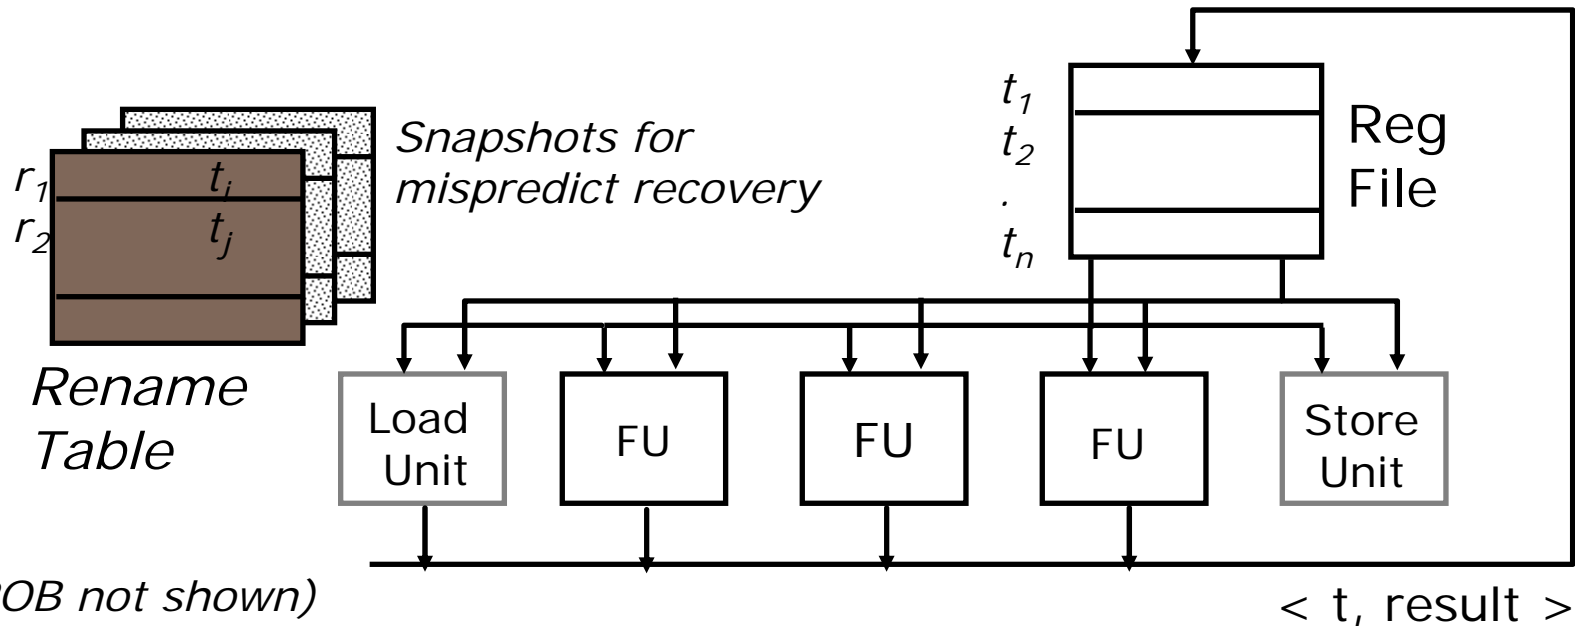 Snapshots for
mispredict recovery
r1 ti
r2 tj
Rename
Table
t1
t2
.
tn
Reg
File
Load
Unit
FU
FU
FU
Store
Unit
OB not shown)
< t, result >